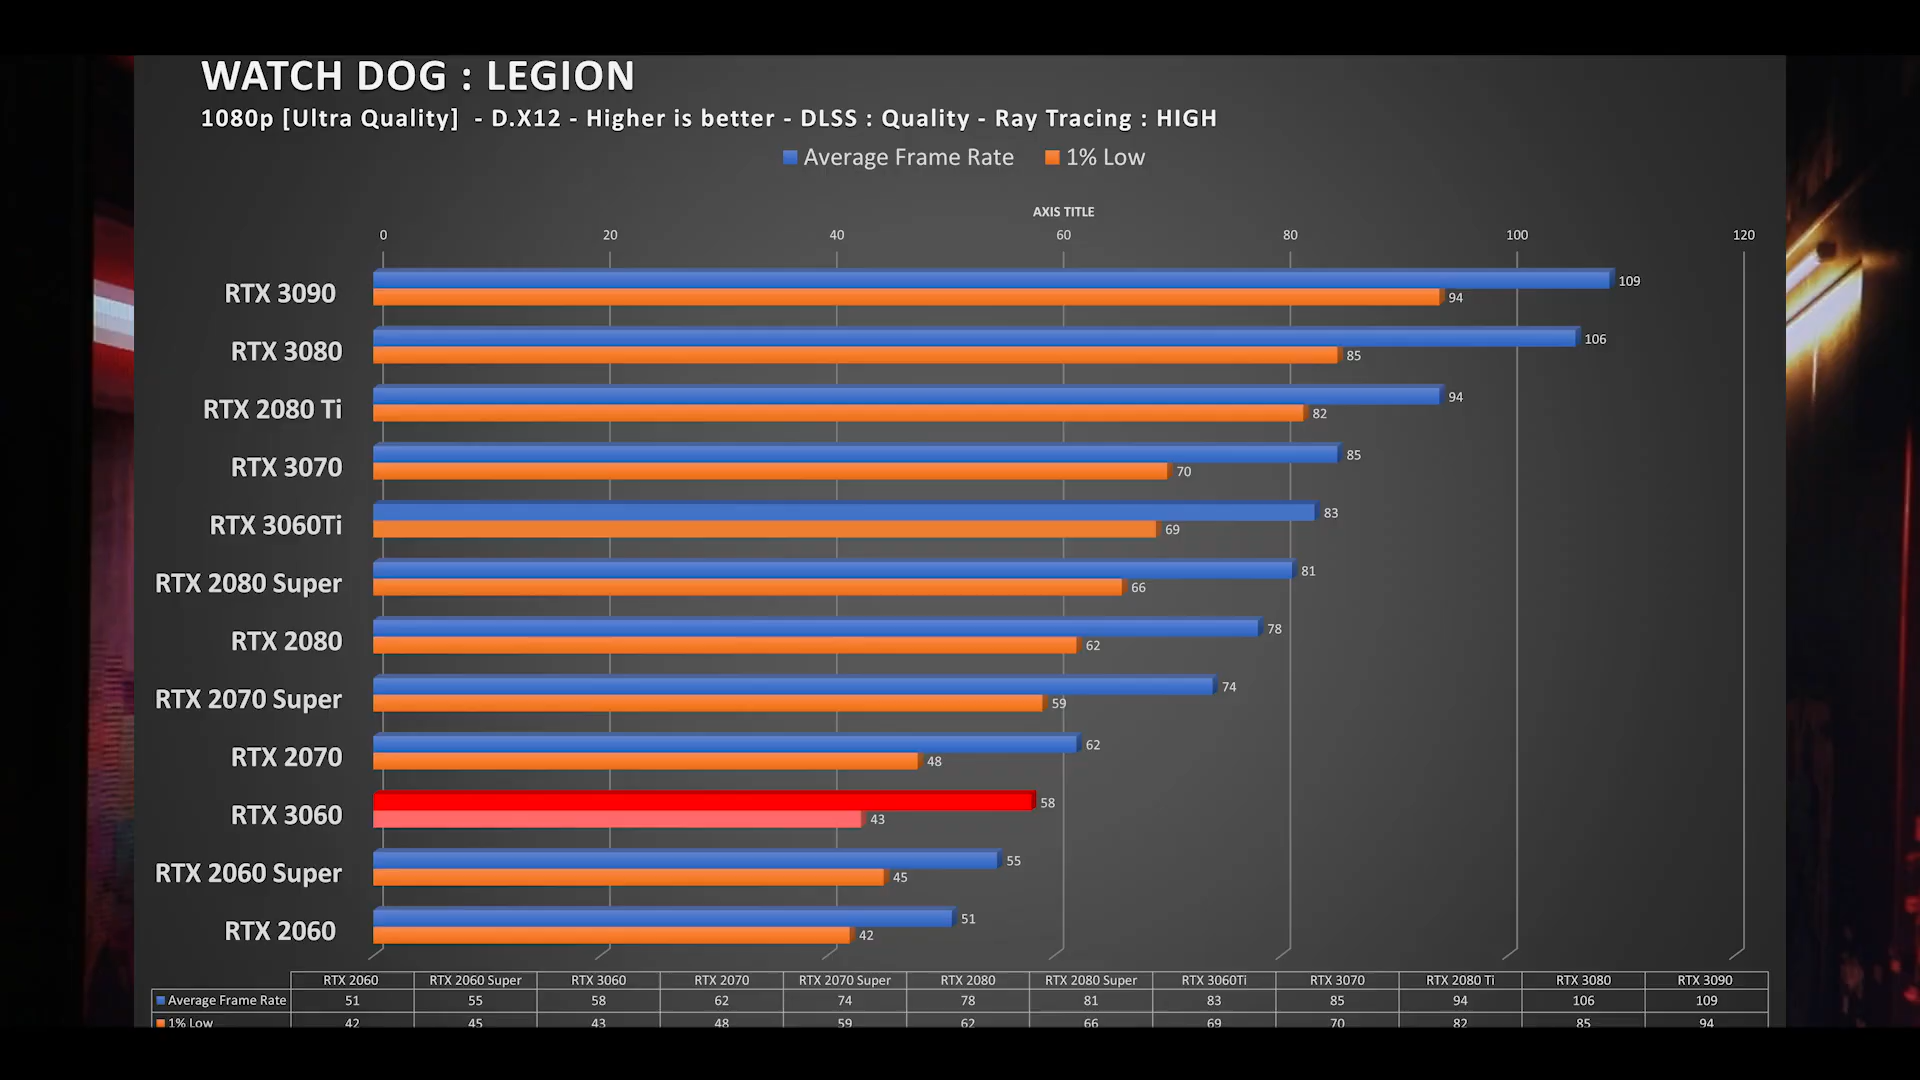 WATCH DOG : LEGION
1080p [Ultra Quality] - D.X12 - Higher is better - DLSS : Quality - Ray Tracing : HIGH
Average Frame Rate 1% Low
AXIS TITLE
0 20 40 60 80 100 120
RTX 3090 109
94
RTX 3080 106
85
RTX 2080 Ti 94
82
RTX 3070 85
70
RTX 3060Ti 83
69
RTX 2080 Super 81
66
RTX 2080 78
62
RTX 2070 Super 74
59
RTX 2070 62
48
RTX 3060 58
43
RTX 2060 Super 55
45
RTX 2060 51
42
RTX 2060 RTX 2060 Super RTX 3060 RTX 2070 RTX 2070 Super RTX 2080 RTX 2080 Super RTX 3060Ti RTX 3070 RTX 2080 Ti RTX 3080 RTX 3090
Average Frame Rate 51 55 58 62 74 78 81 83 85 94 106 109
1% Low 42 45 43 48 59 62 66 69 70 82 85 94